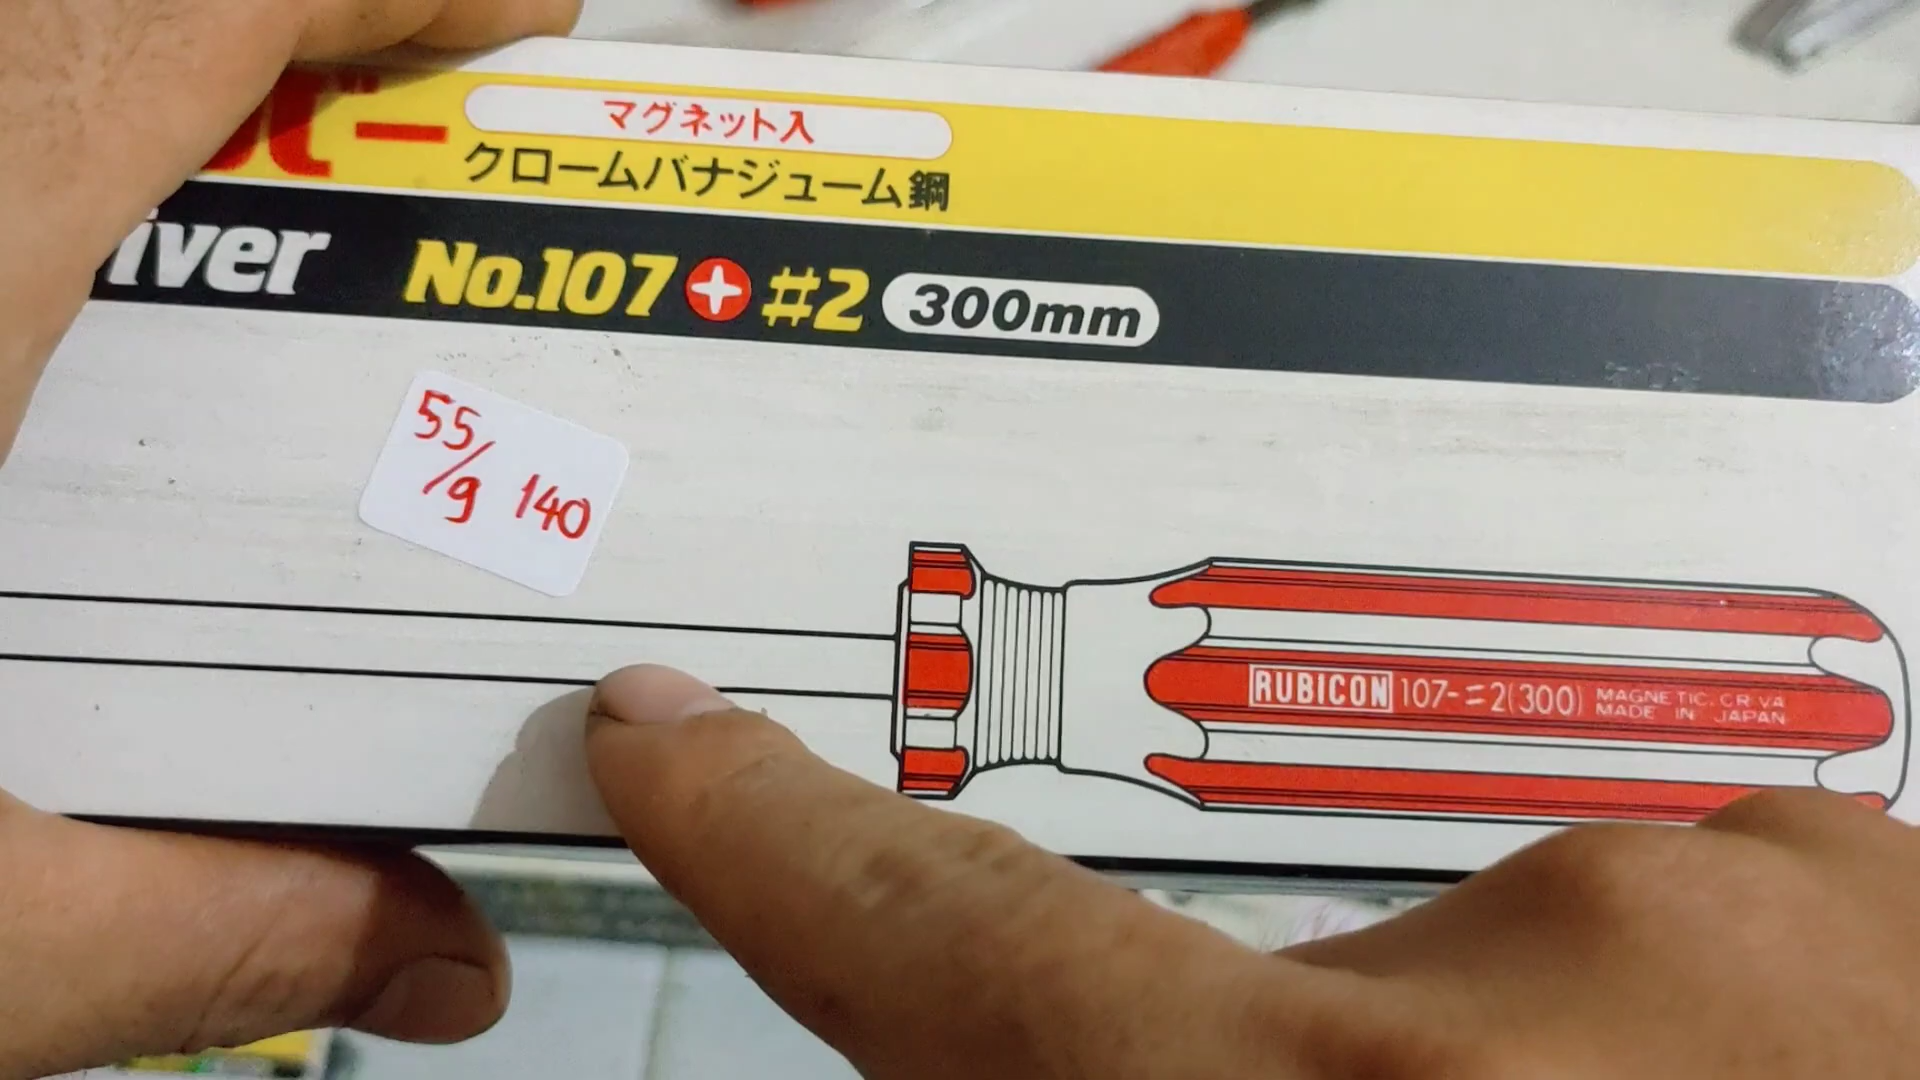 マグネット入
クロームバナジューム鋼
iver No.107 #2 300mm
55/g 140
RUBICON 107-#2(300) MAGNETIC. CR VA
MADE IN JAPAN